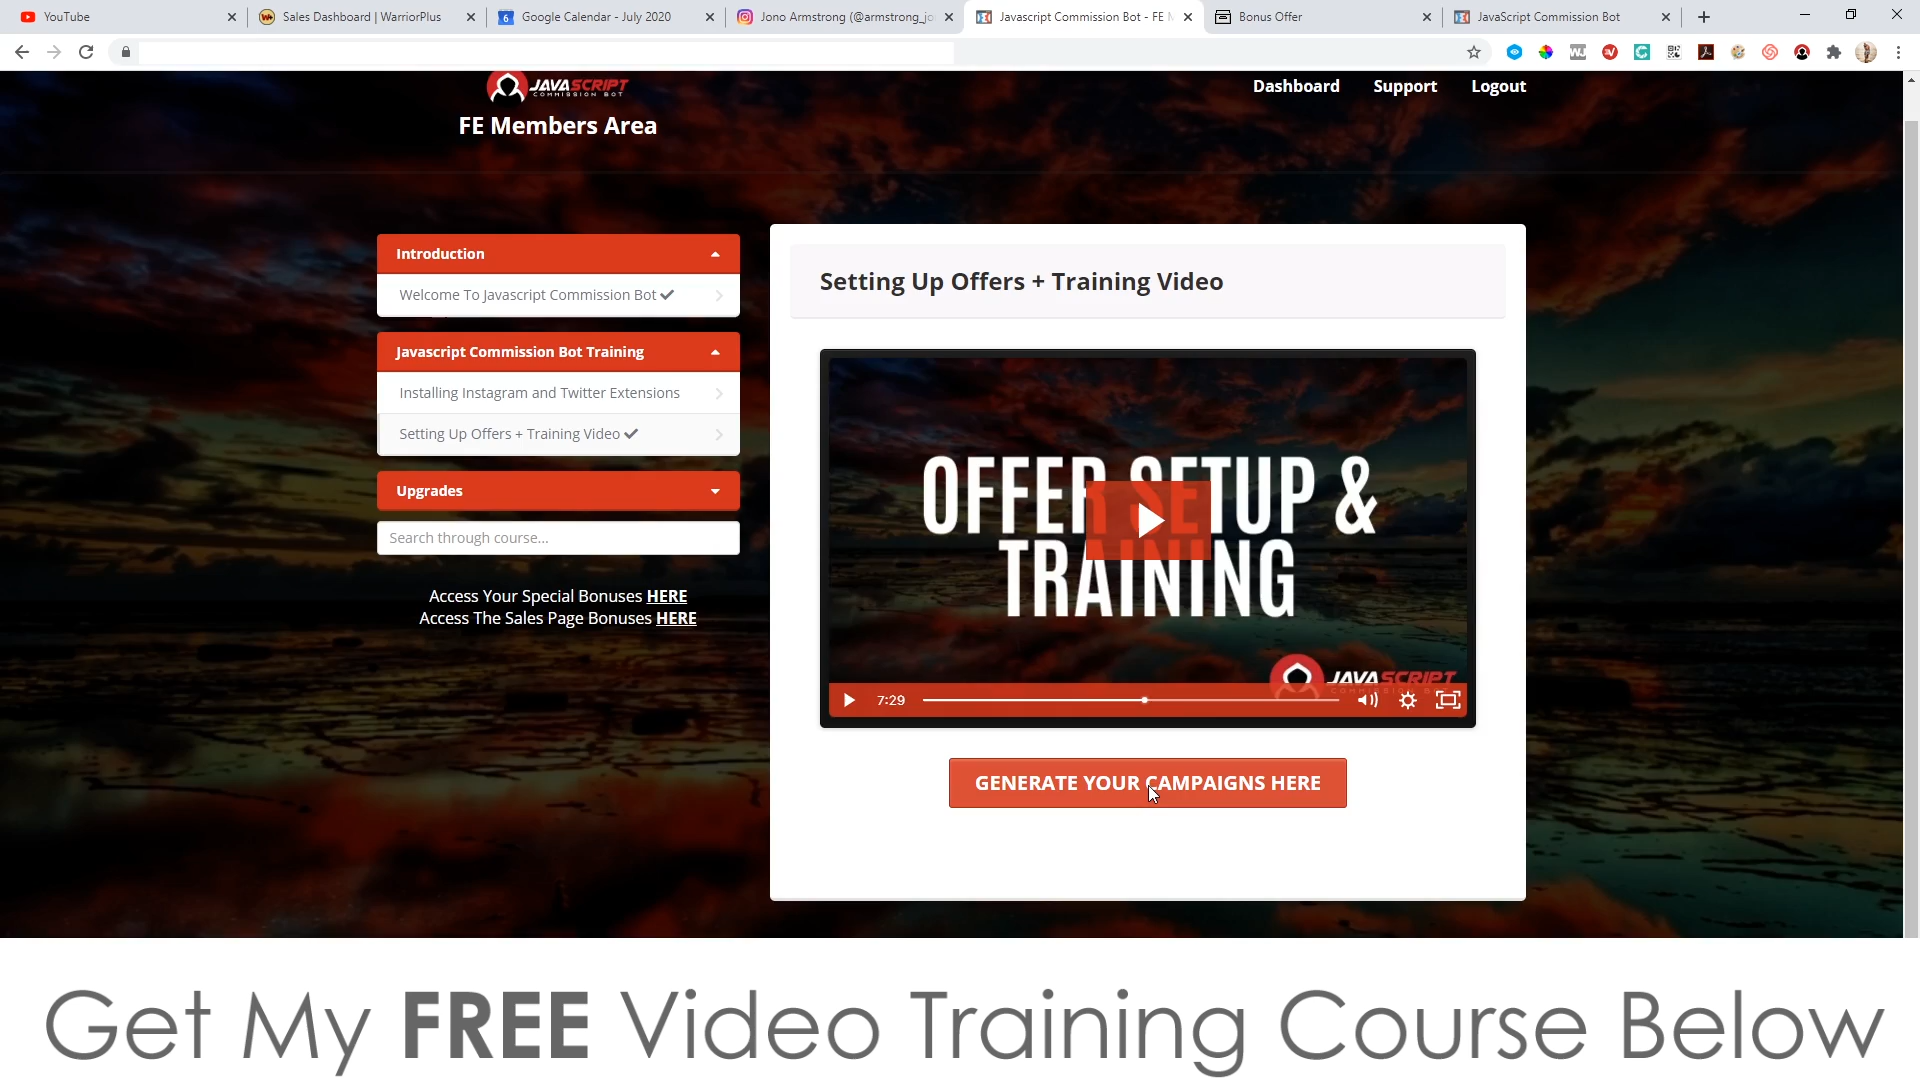 YouTube
Sales Dashboard | WarriorPlus
6
Google Calendar - July 2020
Jono Armstrong (@armstrong_jo
Javascript Commission Bot - FE M
Bonus Offer
JavaScript Commission Bot
JAVASCRIPT
COMMISSION BOT
FE Members Area
Dashboard
Support
Logout
Introduction
Welcome To Javascript Commission Bot
Javascript Commission Bot Training
Installing Instagram and Twitter Extensions
Setting Up Offers + Training Video
Upgrades
Search through course...
Access Your Special Bonuses HERE
Access The Sales Page Bonuses HERE
Setting Up Offers + Training Video
OFFER SETUP &
TRAINING
JAVASCRIPT
7:29
GENERATE YOUR CAMPAIGNS HERE
Get My FREE Video Training Course Below